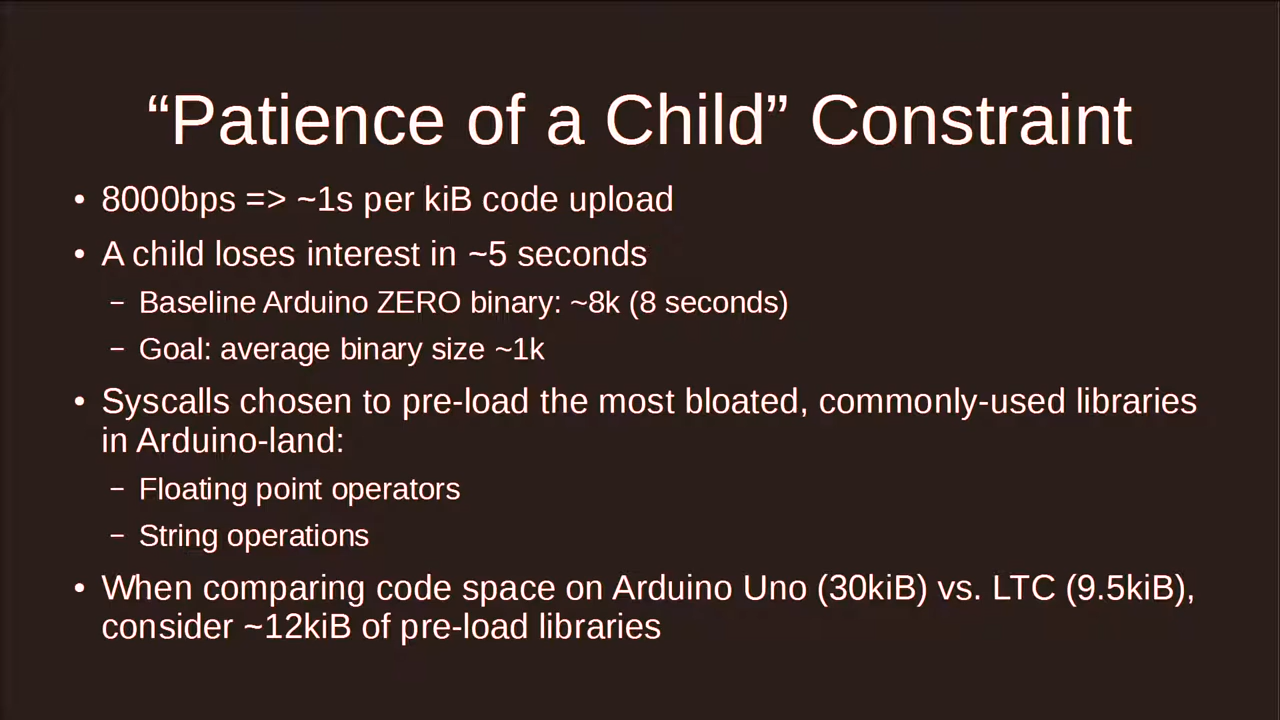 “Patience of a Child” Constraint
• 8000bps => ~1s per kiB code upload
• A child loses interest in ~5 seconds
– Baseline Arduino ZERO binary: ~8k (8 seconds)
– Goal: average binary size ~1k
• Syscalls chosen to pre-load the most bloated, commonly-used libraries
in Arduino-land:
– Floating point operators
– String operations
• When comparing code space on Arduino Uno (30kiB) vs. LTC (9.5kiB),
consider ~12kiB of pre-load libraries